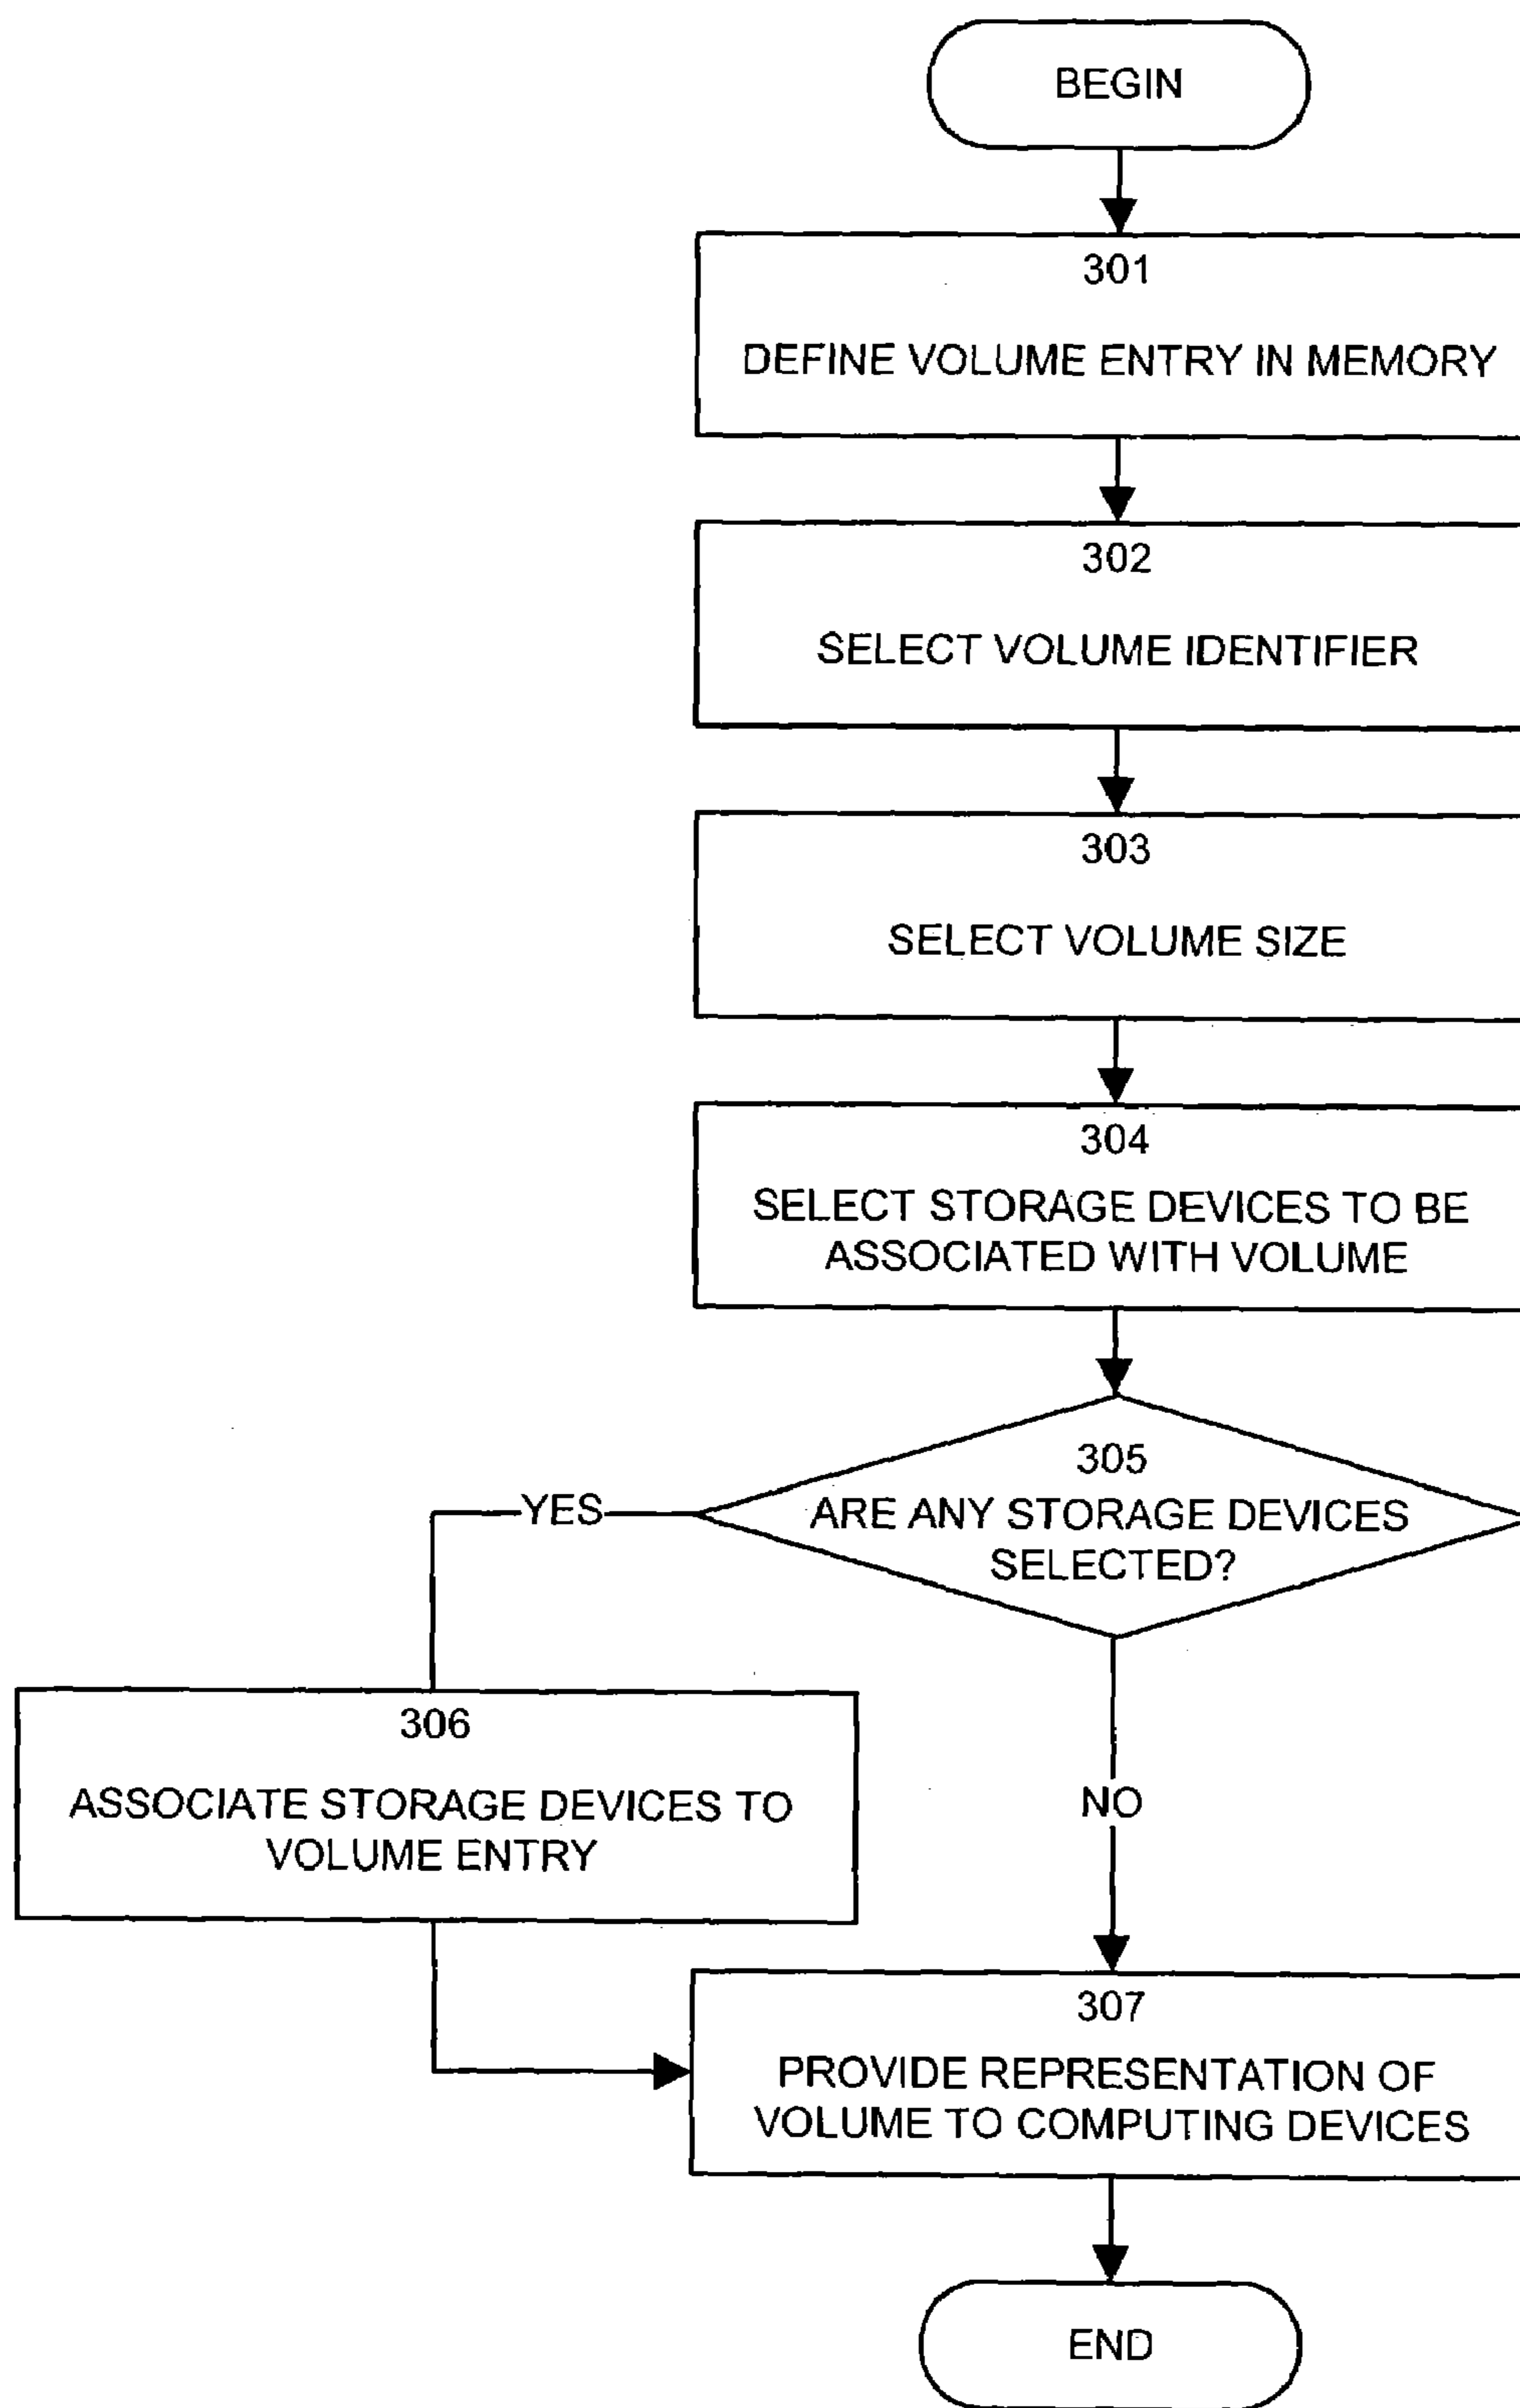 BEGIN
301
DEFINE VOLUME ENTRY IN MEMORY
302
SELECT VOLUME IDENTIFIER
303
SELECT VOLUME SIZE
304
SELECT STORAGE DEVICES TO BE
ASSOCIATED WITH VOLUME
305
ARE ANY STORAGE DEVICES
SELECTED?
YES
306
ASSOCIATE STORAGE DEVICES TO
VOLUME ENTRY
NO
307
PROVIDE REPRESENTATION OF
VOLUME TO COMPUTING DEVICES
END